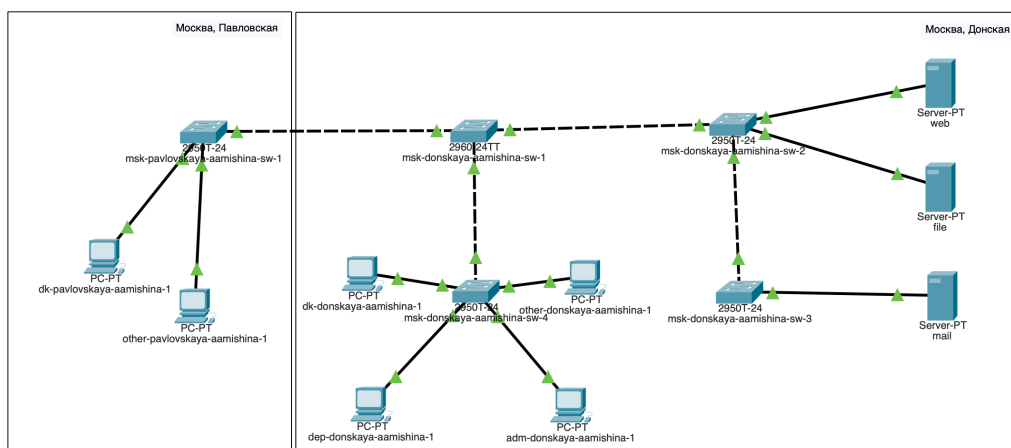 Москва, Павловская
Москва, Донская
2950T-24
msk-pavlovskaya-aamishina-sw-1
2960-24TT
msk-donskaya-aamishina-sw-1
2950T-24
msk-donskaya-aamishina-sw-2
Server-PT
web
Server-PT
file
PC-PT
dk-pavlovskaya-aamishina-1
PC-PT
other-pavlovskaya-aamishina-1
PC-PT
dk-donskaya-aamishina-1
2950T-24
msk-donskaya-aamishina-sw-4
PC-PT
other-donskaya-aamishina-1
2950T-24
msk-donskaya-aamishina-sw-3
Server-PT
mail
PC-PT
dep-donskaya-aamishina-1
PC-PT
adm-donskaya-aamishina-1